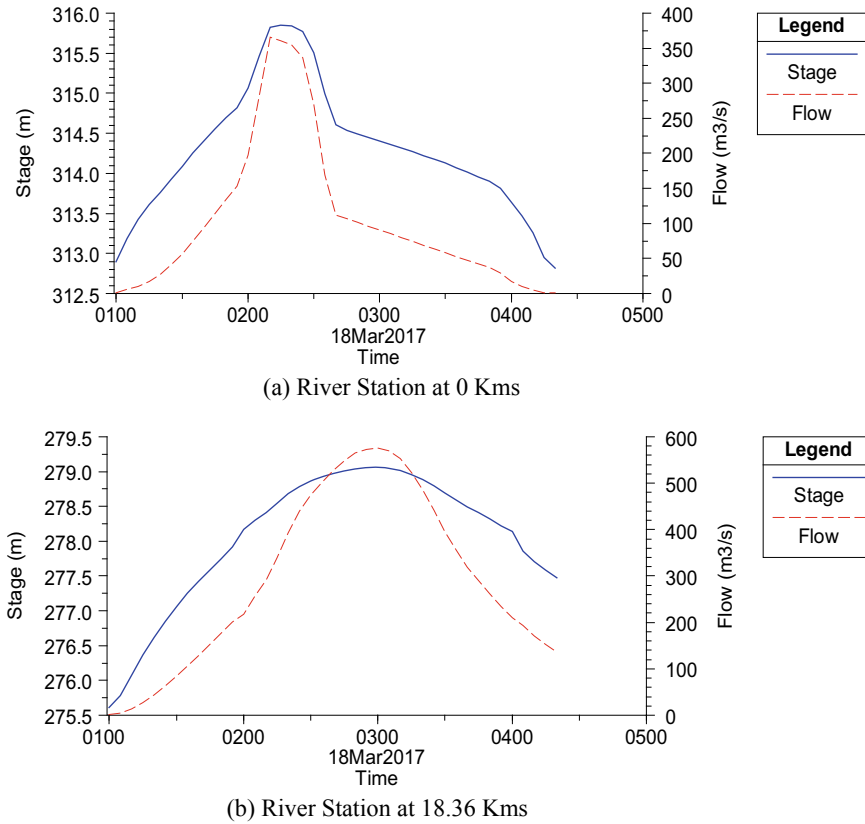 316.0
315.5
315.0
314.5
314.0
313.5
313.0
312.5
Stage (m)
400
350
300
250
200
150
100
50
0
Flow (m3/s)
0100
0200
0300
0400
0500
18Mar2017
Time
Legend
Stage
Flow
(a) River Station at 0 Kms
279.5
279.0
278.5
278.0
277.5
277.0
276.5
276.0
275.5
Stage (m)
600
500
400
300
200
100
0
Flow (m3/s)
0100
0200
0300
0400
0500
18Mar2017
Time
Legend
Stage
Flow
(b) River Station at 18.36 Kms